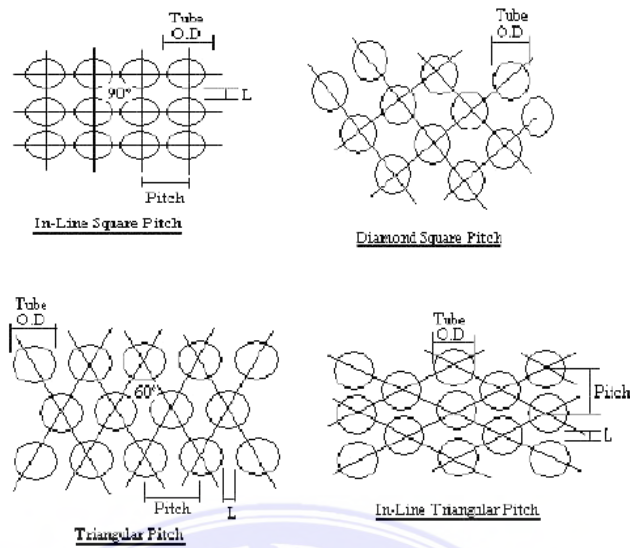 Tube
O.D
90°
L
Pitch
In-Line Square Pitch
Tube
O.D
Diamond Square Pitch
Tube
O.D
60°
Pitch
L
Triangular Pitch
Tube
O.D
Pitch
L
In-Line Triangular Pitch